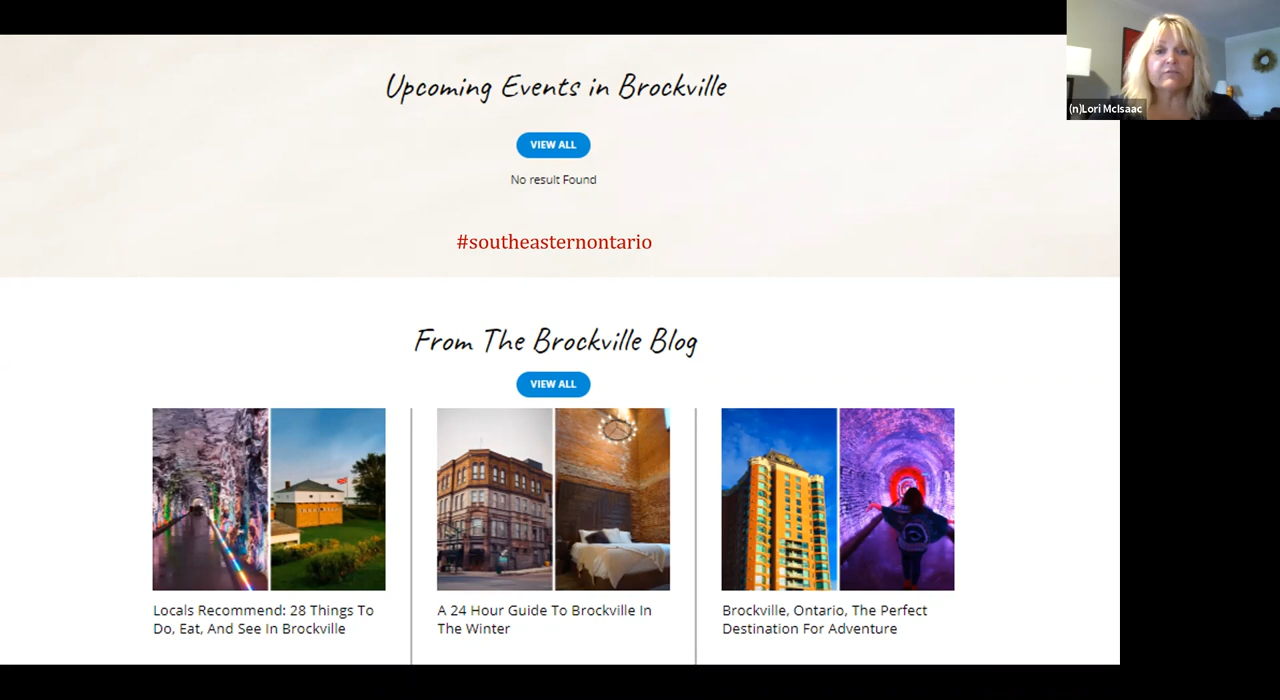 Upcoming Events in Brockville
VIEW ALL
No result Found
#southeasternontario
From The Brockville Blog
VIEW ALL
Locals Recommend: 28 Things To
Do, Eat, And See In Brockville
A 24 Hour Guide To Brockville In
The Winter
Brockville, Ontario, The Perfect
Destination For Adventure
(n)Lori McIsaac